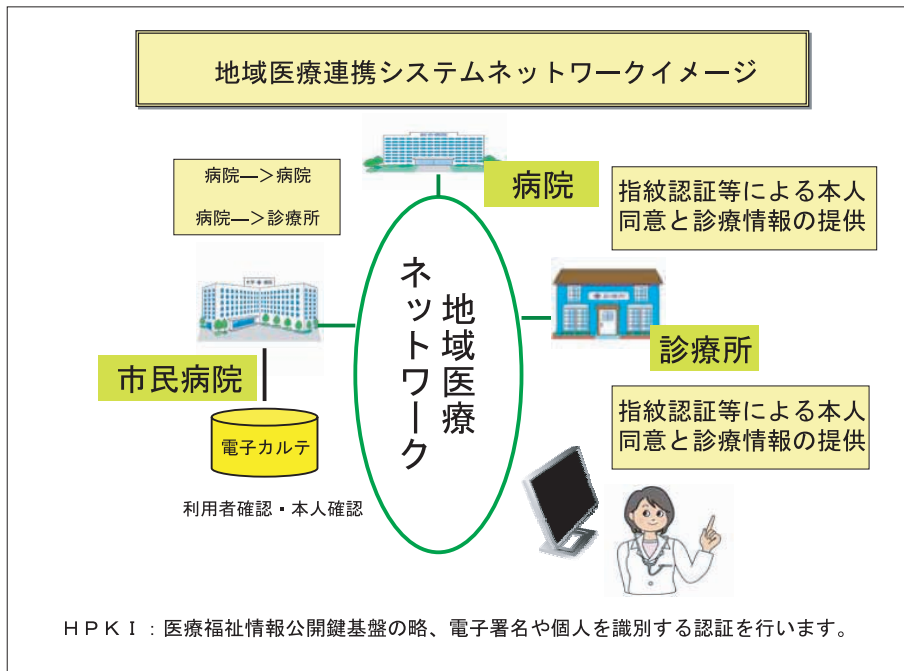 地域医療連携システムネットワークイメージ
病院―>病院
病院―>診療所
病院
指紋認証等による本人
同意と診療情報の提供
地域医療
ネットワーク
市民病院
診療所
電子カルテ
指紋認証等による本人
同意と診療情報の提供
利用者確認・本人確認
ＨＰＫＩ：医療福祉情報公開鍵基盤の略、電子署名や個人を識別する認証を行います。